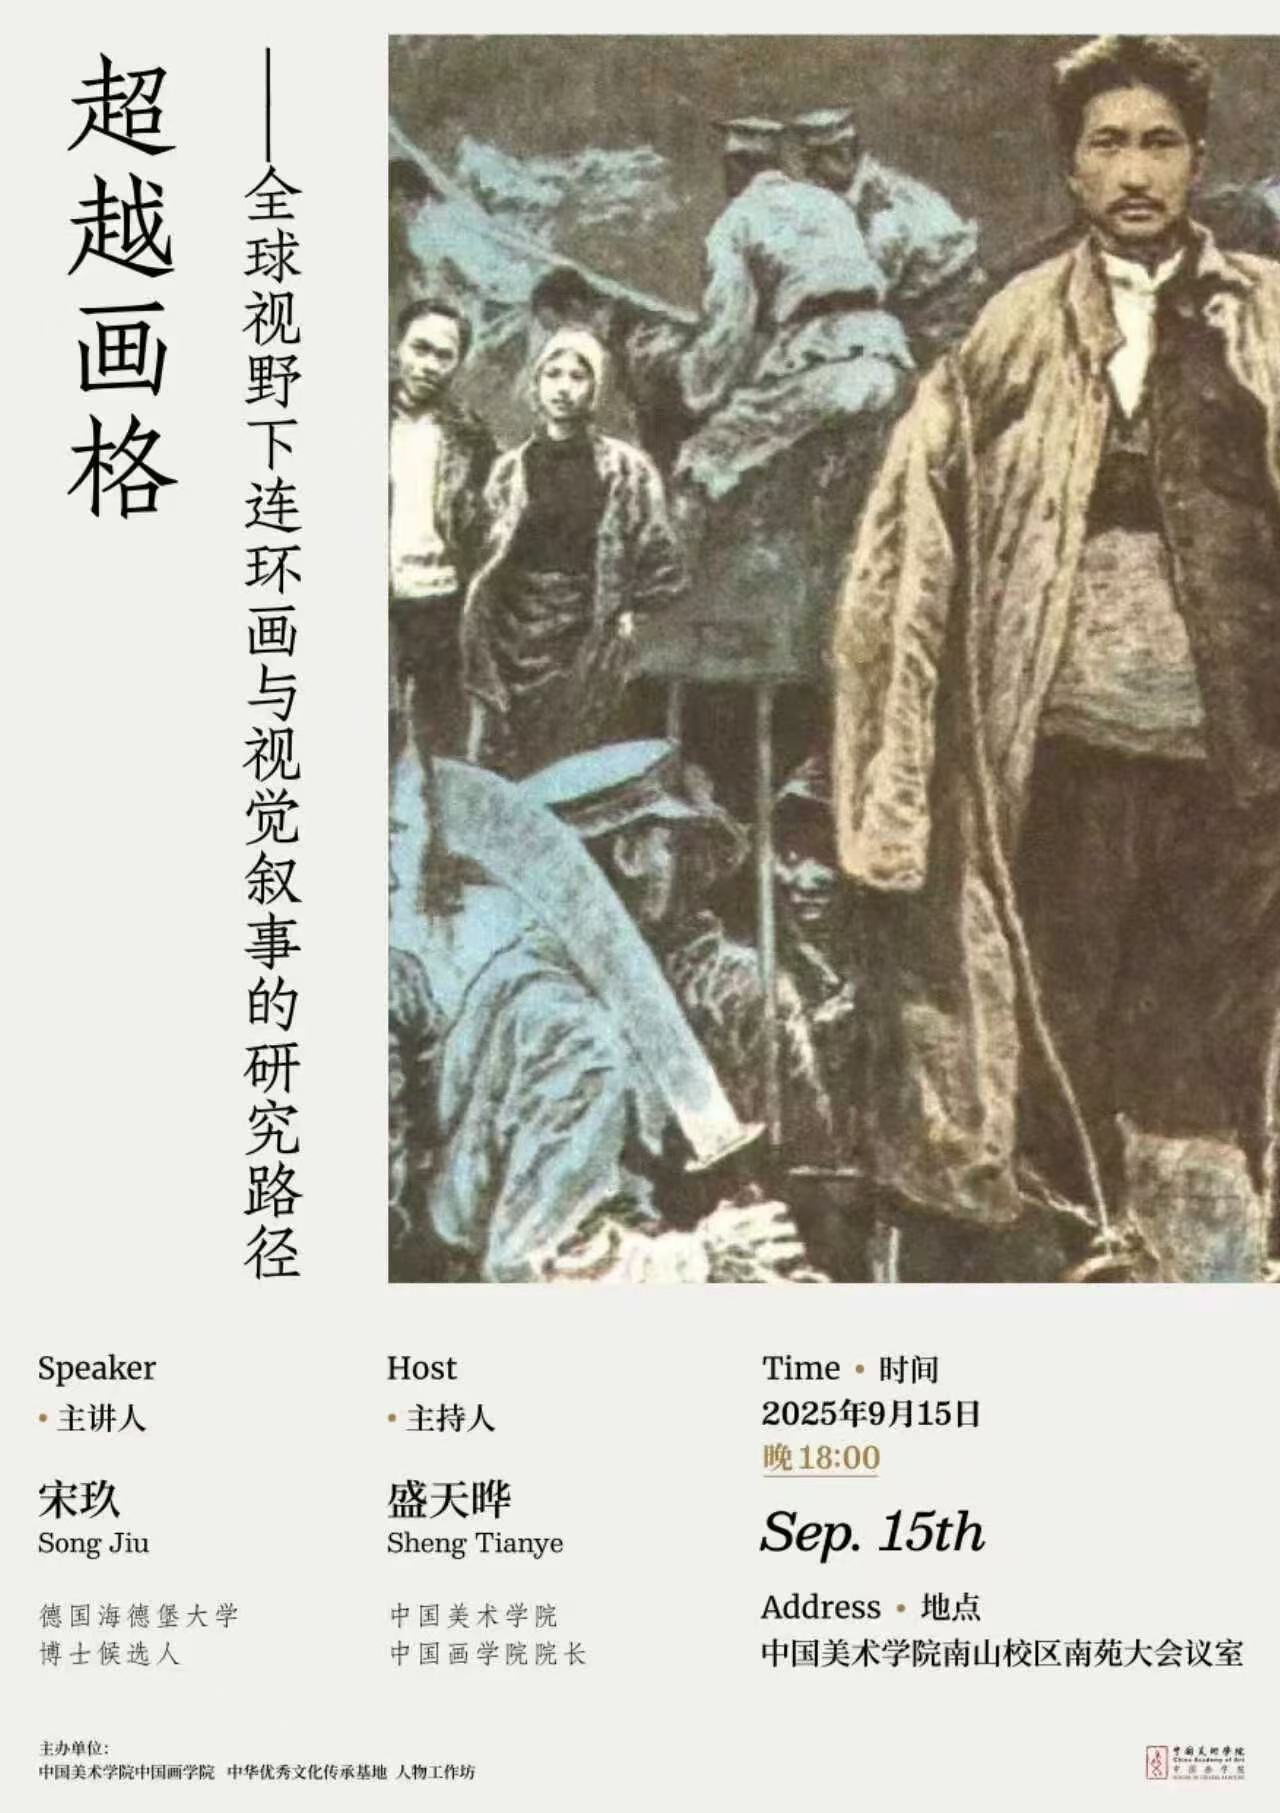 超越画格
——全球视野下连环画与视觉叙事的研究路径
Speaker
• 主讲人
宋玖
Song Jiu
德国海德堡大学
博士候选人
Host
• 主持人
盛天晔
Sheng Tianye
中国美术学院
中国画学院院长
Time • 时间
2025年9月15日
晚 18:00
Sep. 15th
Address • 地点
中国美术学院南山校区南苑大会议室
主办单位：
中国美术学院中国画学院 中华优秀文化传承基地 人物工作坊
中国美术学院
China Academy of Art
中国画学院